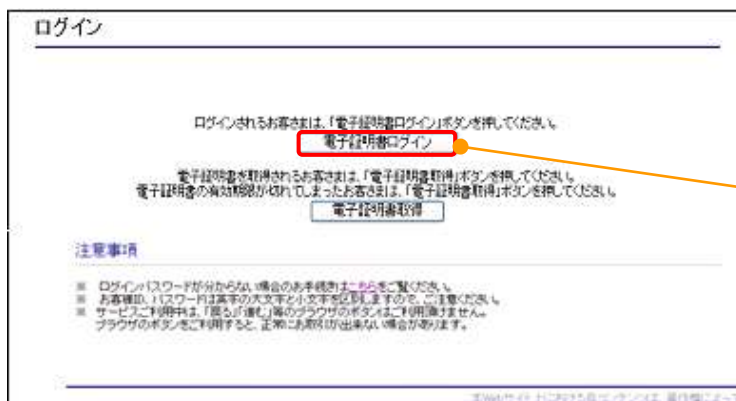 ログイン
ログインされるお客さまは、「電子証明書ログイン」ボタンを押してください。
電子証明書ログイン
電子証明書を取得されるお客さまは、「電子証明書取得」ボタンを押してください。
電子証明書の有効期限が切れてしまったお客さまは、「電子証明書取得」ボタンを押してください。
電子証明書取得
注意事項
ログインパスワードが分からない場合のお手続きはこちらをご覧ください。
お客様ID、パスワードは英字の大文字と小文字を区別しますので、ご注意ください。
サービスご利用中は、「戻る」「進む」等のブラウザのボタンはご利用頂けません。
ブラウザのボタンをご利用すると、正常にお取引が出来ない場合があります。